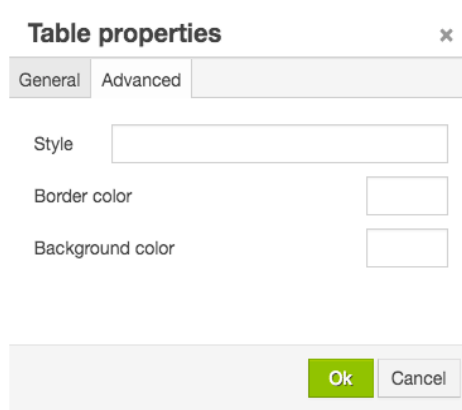 Table properties ×
General Advanced
Style
Border color
Background color
Ok Cancel